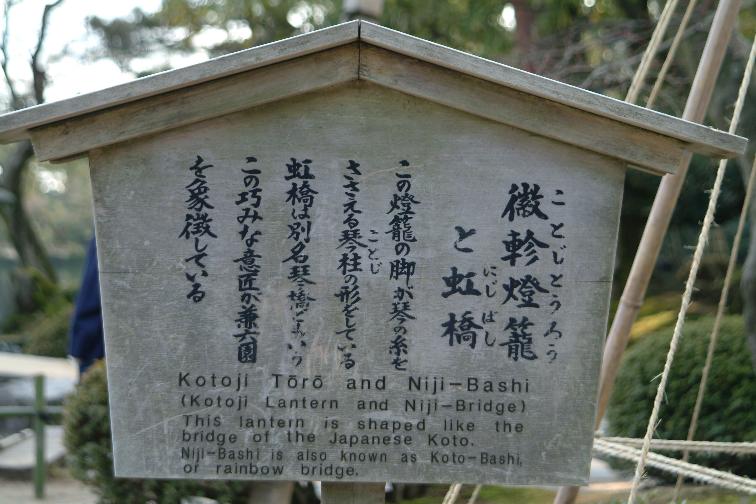 徽軫燈籠
ことじとうろう
と虹橋
にじばし
この燈籠の脚が琴の糸を
ささえる琴柱の形をしている
ことじ
虹橋は別名琴橋ともいう
この巧みな意匠が兼六園
を象徴している
Kotoji Tōrō and Niji-Bashi
(Kotoji Lantern and Niji-Bridge)
This lantern is shaped like the
bridge of the Japanese Koto.
Niji-Bashi is also known as Koto-Bashi,
or rainbow bridge.